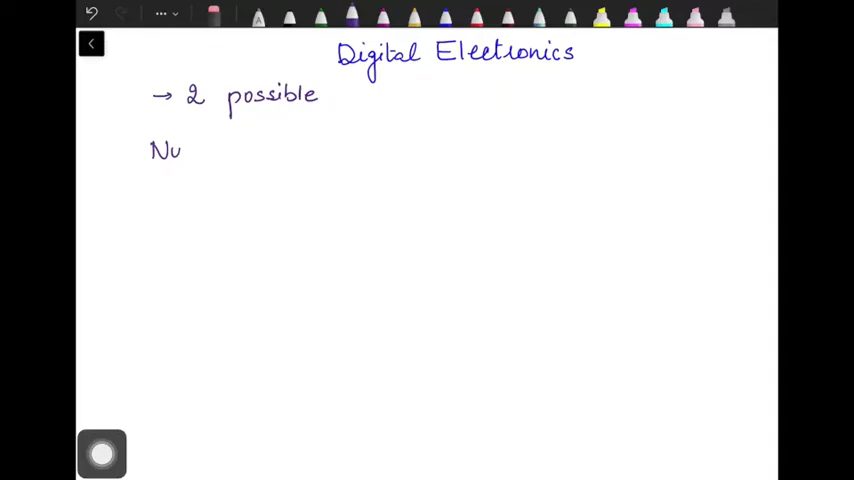 Digital Electronics
→ 2 possible
Nu